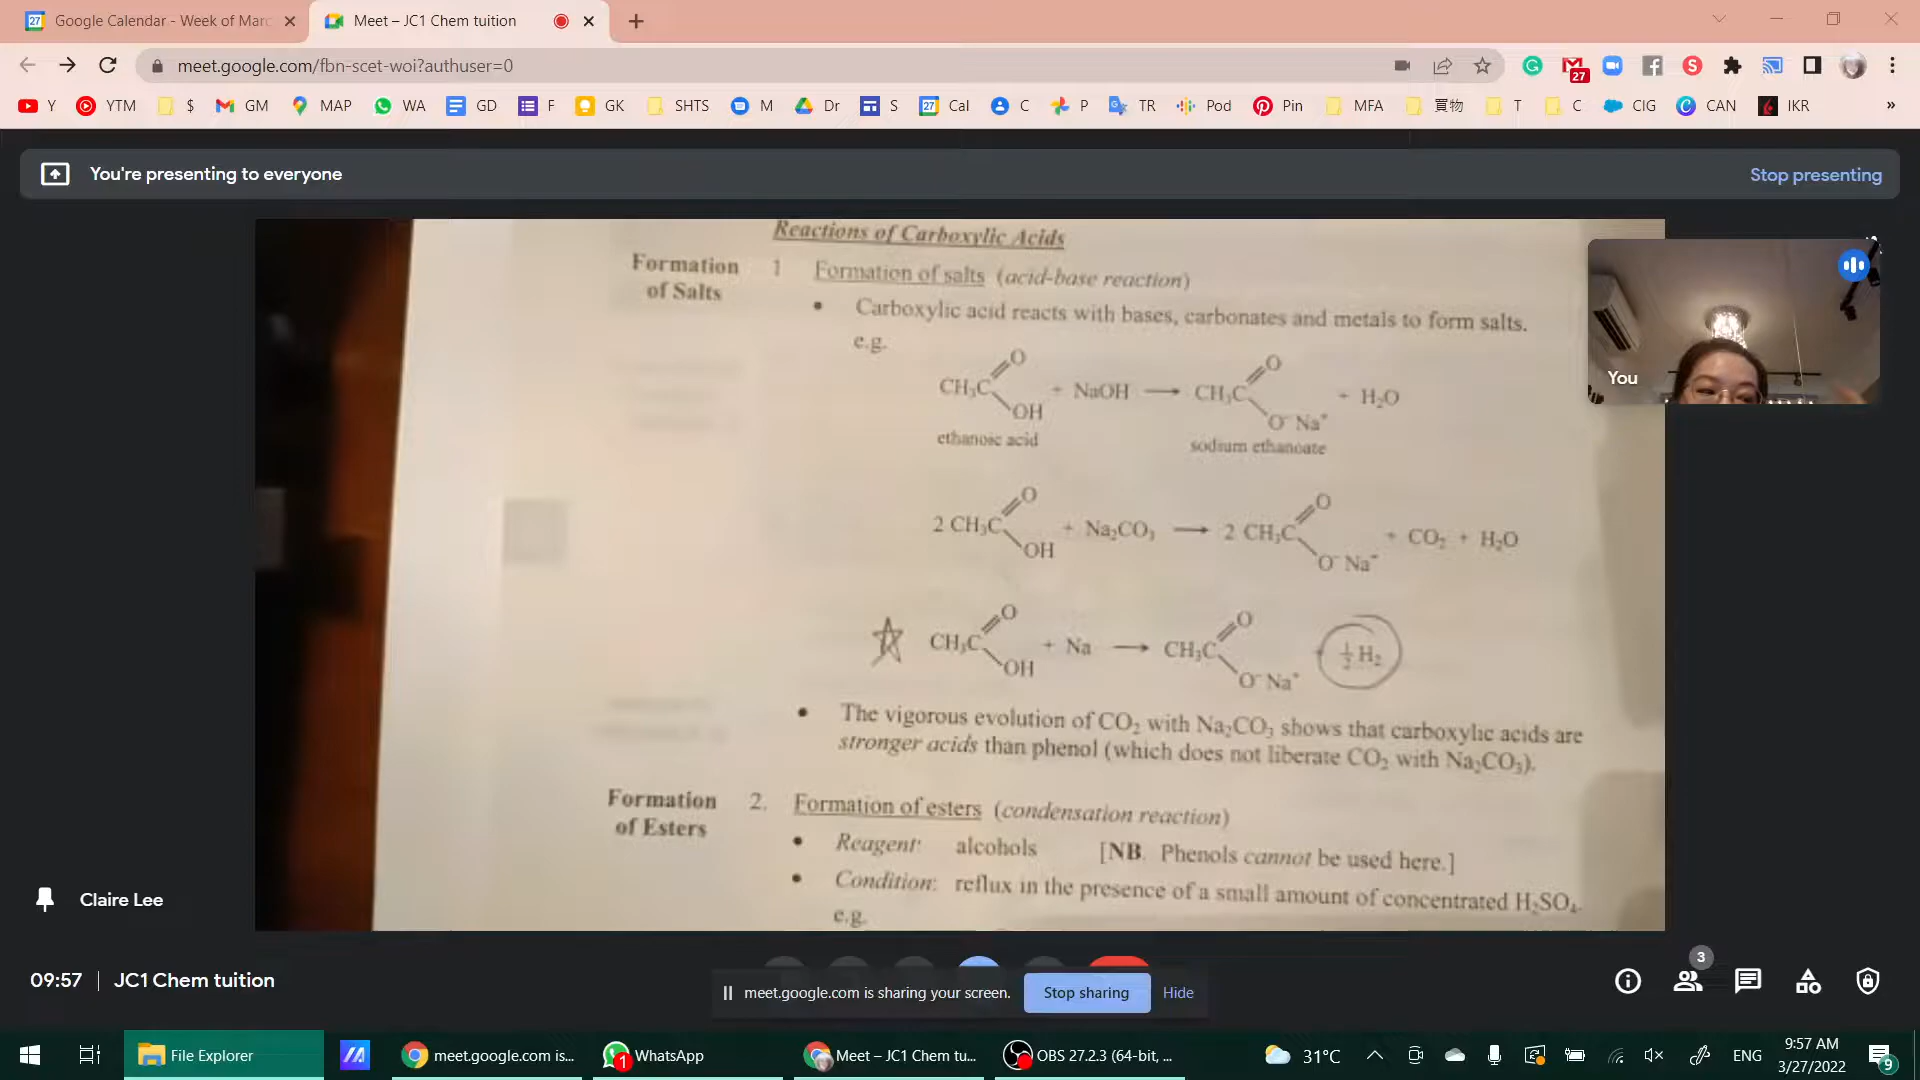 Google Calendar - Week of Marc
Meet – JC1 Chem tuition
meet.google.com/fbn-scet-woi?authuser=0
27
Y YTM $ GM MAP WA GD F GK SHTS M Dr S Cal C P TR Pod Pin MFA 買物 T C CIG CAN IKR »
You're presenting to everyone
Stop presenting
Reactions of Carboxylic Acids
Formation of Salts
1 Formation of salts (acid-base reaction)
• Carboxylic acid reacts with bases, carbonates and metals to form salts.
e.g.
CH₃C O OH + NaOH → CH₃C O O⁻ Na⁺ + H₂O
ethanoic acid
sodium ethanoate
2 CH₃C O OH + Na₂CO₃ → 2 CH₃C O O⁻ Na⁺ + CO₂ + H₂O
CH₃C O OH + Na → CH₃C O O⁻ Na⁺ + ½ H₂
• The vigorous evolution of CO₂ with Na₂CO₃ shows that carboxylic acids are
stronger acids than phenol (which does not liberate CO₂ with Na₂CO₃).
Formation of Esters
2. Formation of esters (condensation reaction)
• Reagent: alcohols [NB. Phenols cannot be used here.]
• Condition: reflux in the presence of a small amount of concentrated H₂SO₄.
e.g.
You
Claire Lee
09:57 | JC1 Chem tuition
meet.google.com is sharing your screen.
Stop sharing
Hide
3
File Explorer
meet.google.com is...
1
WhatsApp
Meet – JC1 Chem tu...
OBS 27.2.3 (64-bit, ...
31°C
ENG
9:57 AM
3/27/2022
9